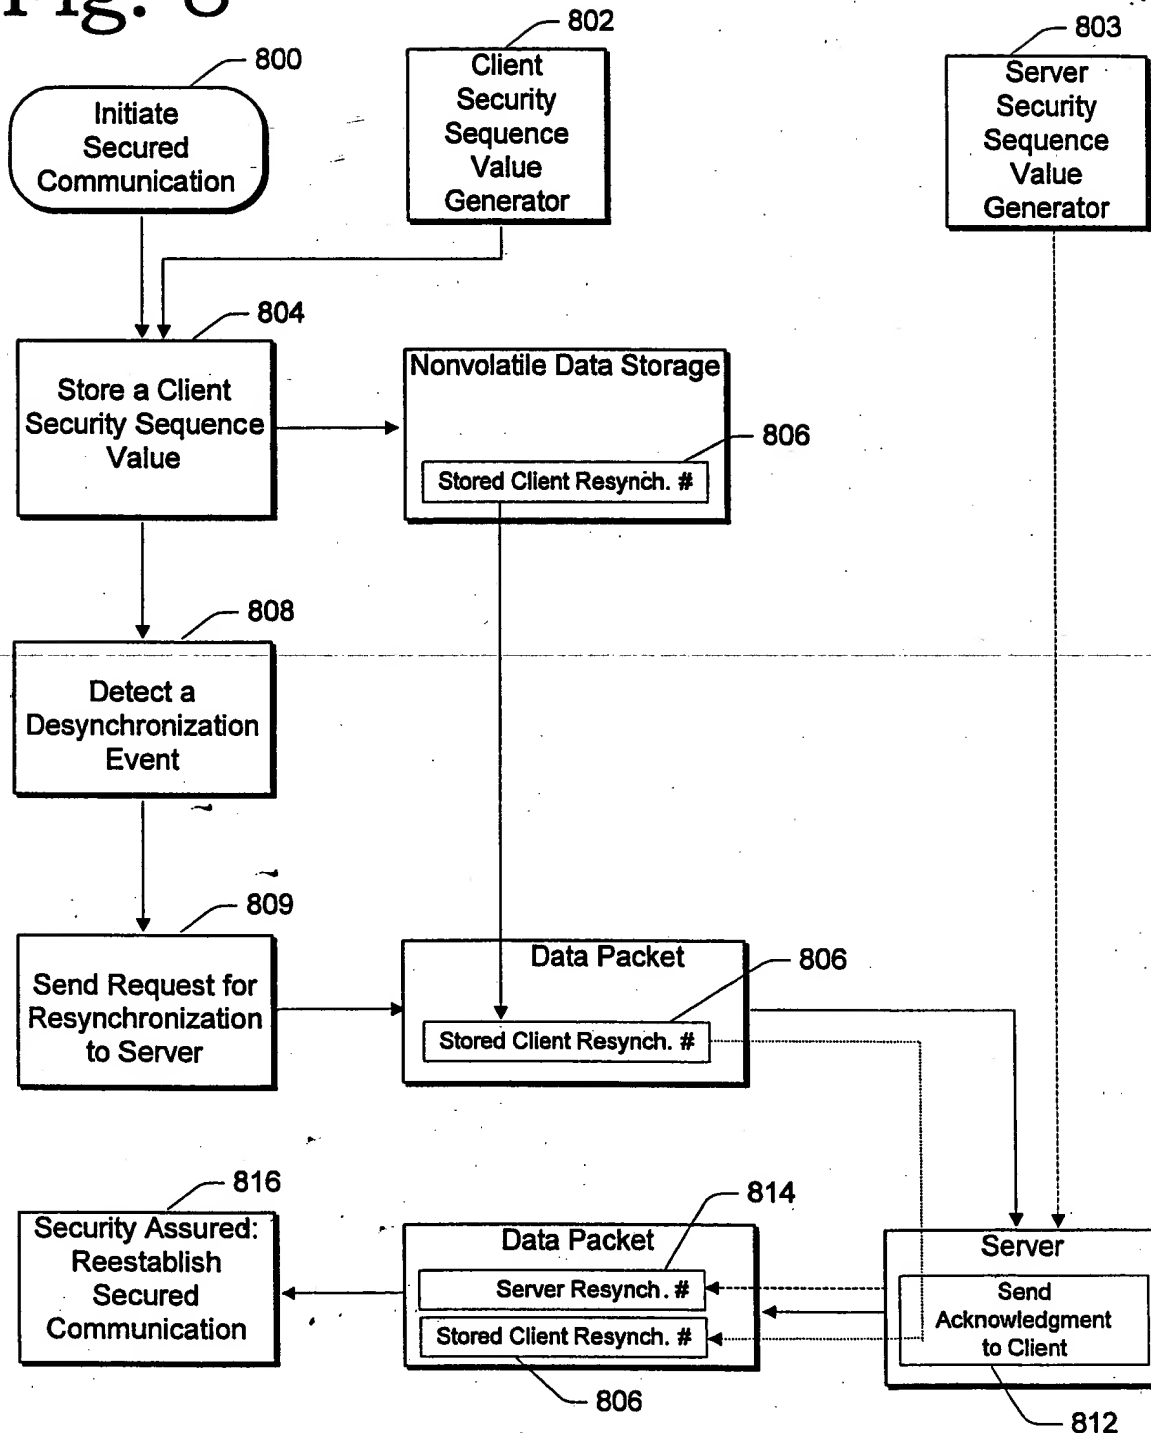 Fig. 8
800
Initiate
Secured
Communication
802
Client
Security
Sequence
Value
Generator
803
Server
Security
Sequence
Value
Generator
804
Store a Client
Security Sequence
Value
Nonvolatile Data Storage
806
Stored Client Resynch. #
808
Detect a
Desynchronization
Event
809
Send Request for
Resynchronization
to Server
Data Packet
806
Stored Client Resynch. #
816
Security Assured:
Reestablish
Secured
Communication
814
Data Packet
Server Resynch. #
Stored Client Resynch. #
806
Server
Send
Acknowledgment
to Client
812